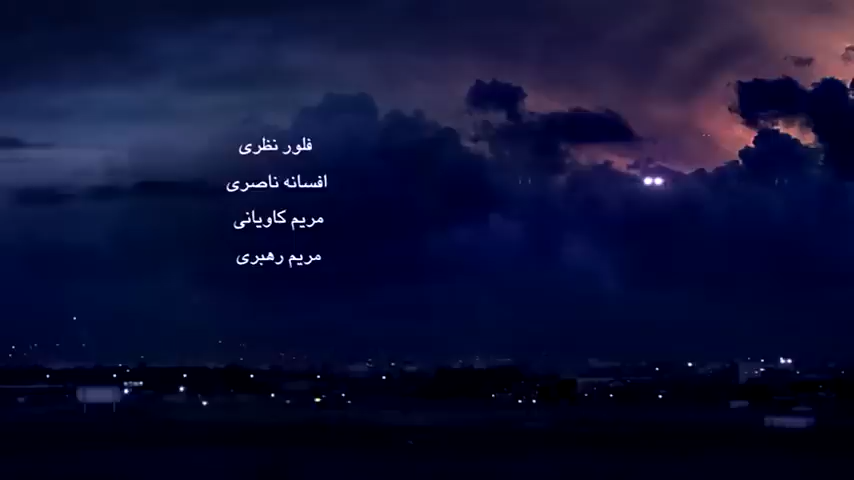 فلور نظری
افسانه ناصری
مریم کاویانی
مریم رهبری